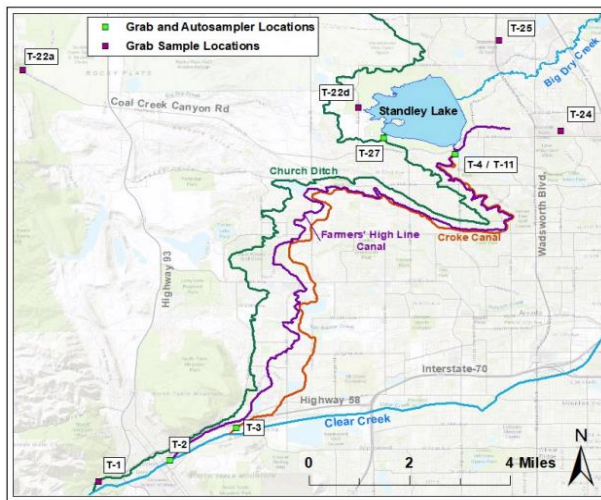 Grab and Autosampler Locations
Grab Sample Locations
T-25
T-22a
Big Dry Creek
ROCKY FLATS
Coal Creek Canyon Rd
T-22d
Standley Lake
T-24
T-27
T-4 / T-11
Church Ditch
Wadsworth Blvd.
Farmers' High Line
Canal
Croke Canal
Highway 93
Interstate-70
Highway 58
Clear Creek
T-3
T-2
T-1
N
0 2 4 Miles